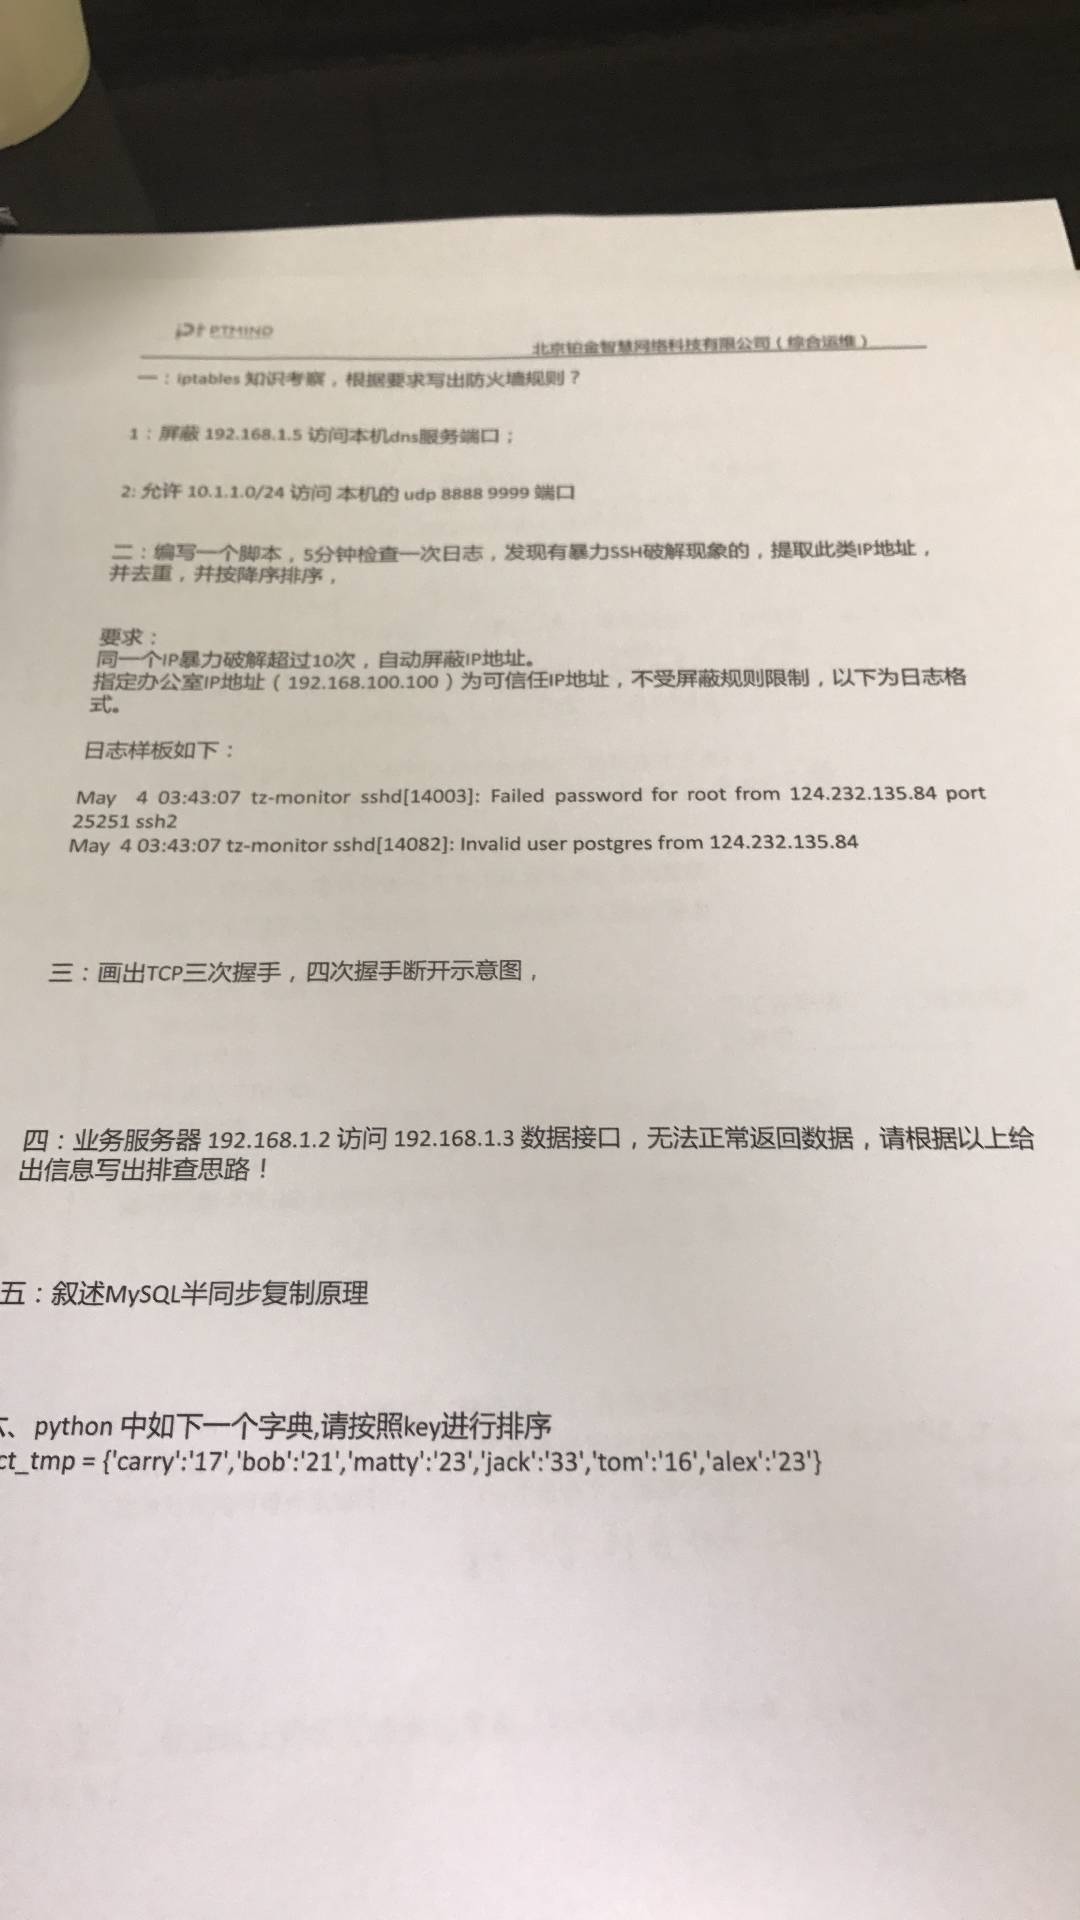 PTMIND
北京铂金智慧网络科技有限公司（综合运维）
一：iptables 知识考察，根据要求写出防火墙规则？
1：屏蔽 192.168.1.5 访问本机dns服务端口；
2: 允许 10.1.1.0/24 访问 本机的 udp 8888 9999 端口
二：编写一个脚本，5分钟检查一次日志，发现有暴力SSH破解现象的，提取此类IP地址，
并去重，并按降序排序，
要求：
同一个IP暴力破解超过10次，自动屏蔽IP地址。
指定办公室IP地址（192.168.100.100）为可信任IP地址，不受屏蔽规则限制，以下为日志格
式。
日志样板如下：
May 4 03:43:07 tz-monitor sshd[14003]: Failed password for root from 124.232.135.84 port
25251 ssh2
May 4 03:43:07 tz-monitor sshd[14082]: Invalid user postgres from 124.232.135.84
三：画出TCP三次握手，四次握手断开示意图，
四：业务服务器 192.168.1.2 访问 192.168.1.3 数据接口，无法正常返回数据，请根据以上给
出信息写出排查思路！
五：叙述MySQL半同步复制原理
、python 中如下一个字典,请按照key进行排序
ct_tmp = {'carry':'17','bob':'21','matty':'23','jack':'33','tom':'16','alex':'23'}